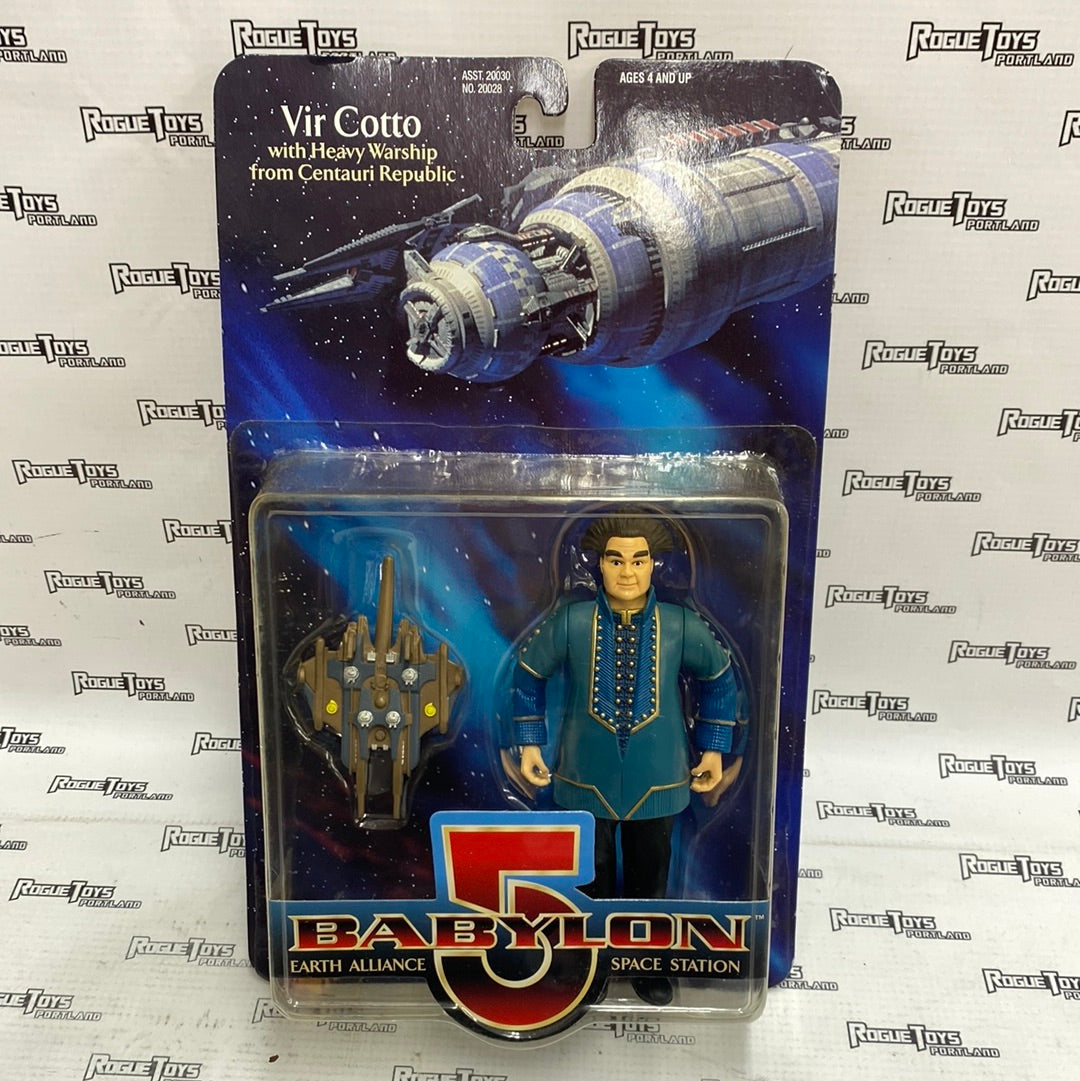 ASST. 20030
NO. 20028
AGES 4 AND UP
Vir Cotto
with Heavy Warship
from Centauri Republic
5
BABYLON™
EARTH ALLIANCE
SPACE STATION
ROGUE TOYS
PORTLAND